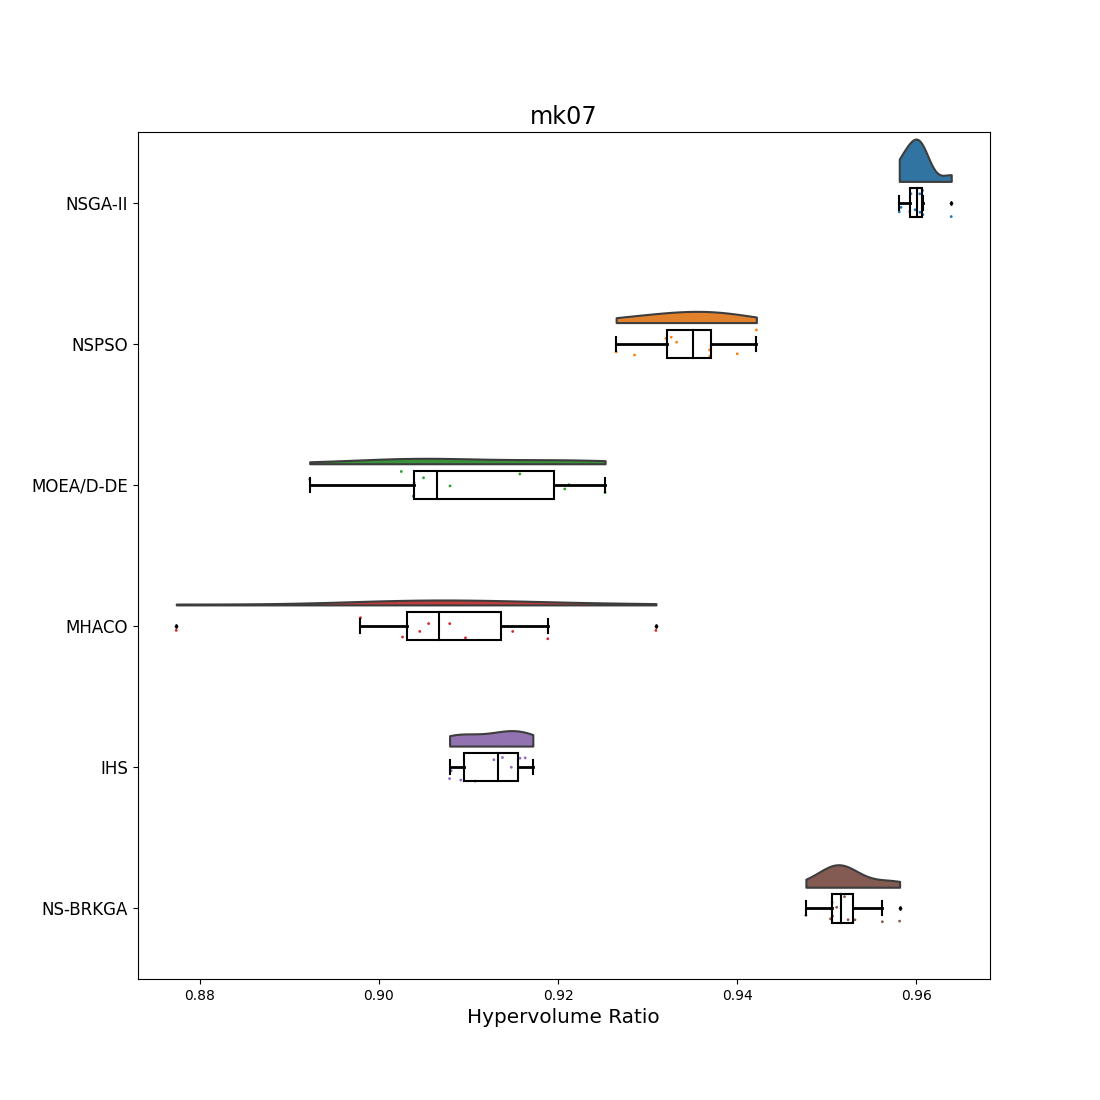 mk07
NSGA-II
NSPSO
MOEA/D-DE
MHACO
IHS
NS-BRKGA
0.88 0.90 0.92 0.94 0.96
Hypervolume Ratio